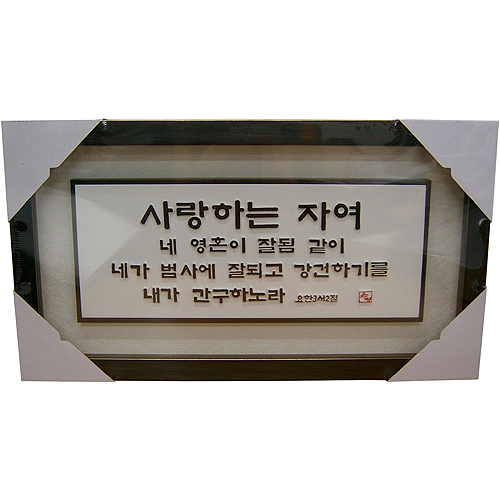 사랑하는 자여
네 영혼이 잘됨 같이
네가 범사에 잘되고 강건하기를
내가 간구하노라 요한3서2절